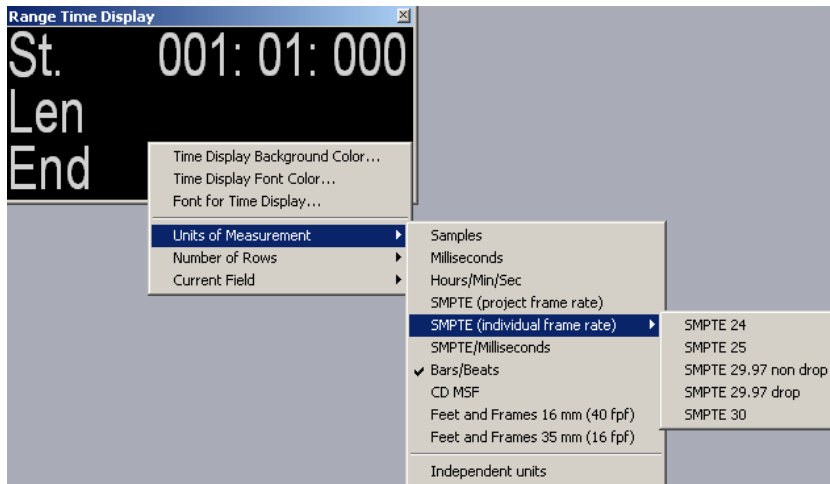 Range Time Display
St. 001: 01: 000
Len
End
Time Display Background Color...
Time Display Font Color...
Font for Time Display...
Units of Measurement
Number of Rows
Current Field
Samples
Milliseconds
Hours/Min/Sec
SMPTE (project frame rate)
SMPTE (individual frame rate)
SMPTE/Milliseconds
Bars/Beats
CD MSF
Feet and Frames 16 mm (40 fpf)
Feet and Frames 35 mm (16 fpf)
Independent units
SMPTE 24
SMPTE 25
SMPTE 29.97 non drop
SMPTE 29.97 drop
SMPTE 30